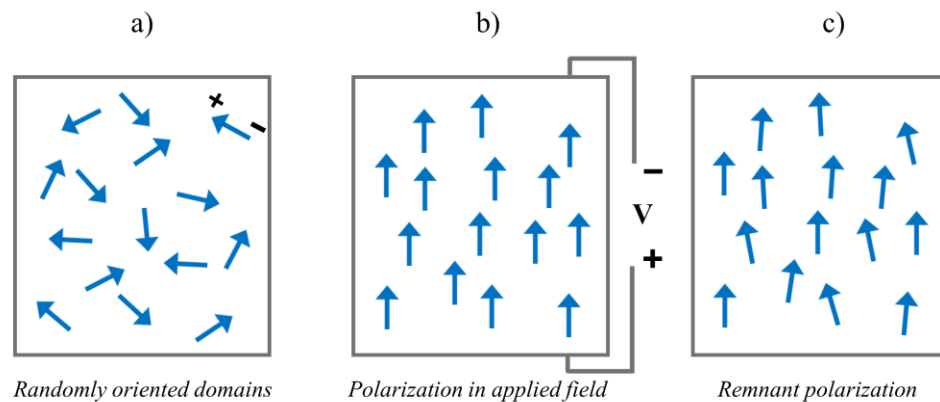 a)
b)
c)
+
−
−
V
+
Randomly oriented domains
Polarization in applied field
Remnant polarization